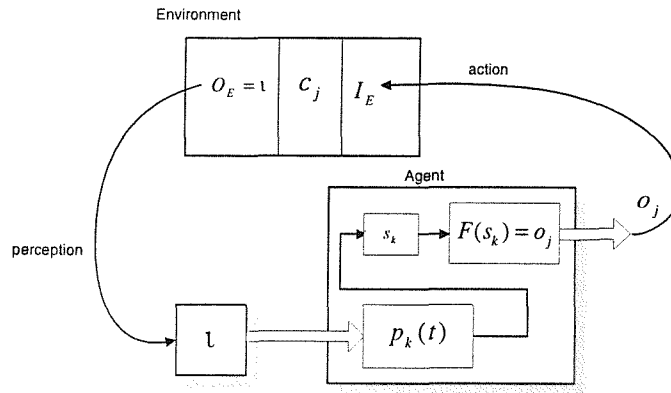 Environment
action
O_E = ι C_j I_E
Agent
o_j
s_k F(s_k) = o_j
perception
ι p_k(t)